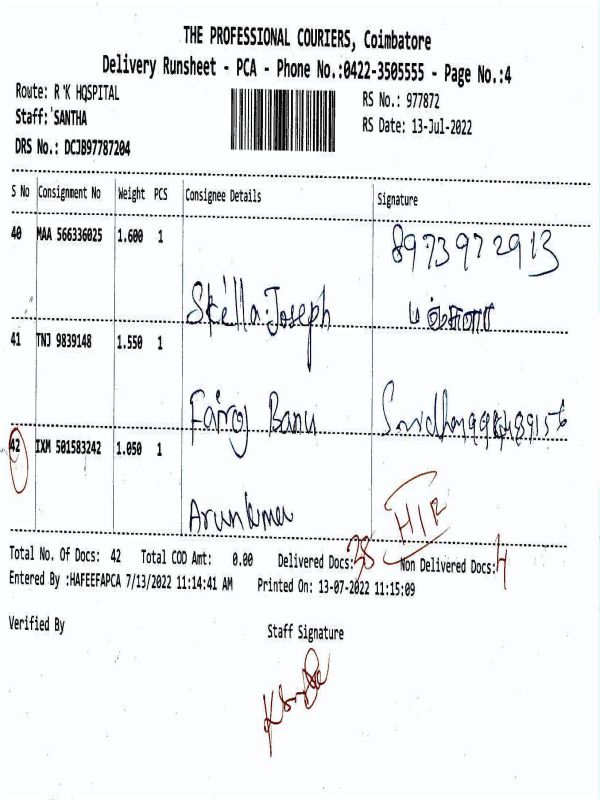 THE PROFESSIONAL COURIERS, Coimbatore
Delivery Runsheet - PCA - Phone No.:0422-3505555 - Page No.:4
Route: R K HOSPITAL
RS No.: 977872
Staff: SANTHA
RS Date: 13-Jul-2022
DRS No.: DCJB97787204
S No Consignment No Weight PCS Consignee Details Signature
40 MAA 566336025 1.600 1 8973972913
Skella Joseph மஞ்சுளா
41 TNJ 9839148 1.550 1
Fairoj Banu
42 IXM 501583242 1.050 1
Arunkumar
Total No. Of Docs: 42 Total COD Amt: 0.00 Delivered Docs: 38 Non Delivered Docs: 4
Entered By :HAFEEFAPCA 7/13/2022 11:14:41 AM Printed On: 13-07-2022 11:15:09
Verified By Staff Signature